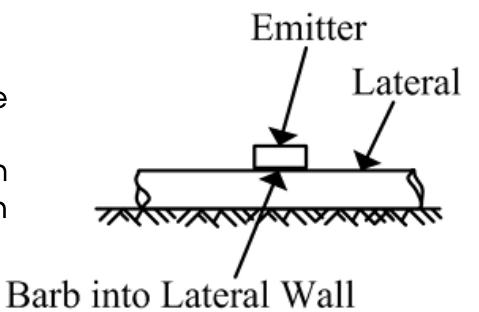 Emitter
Lateral
e
n
n
Barb into Lateral Wall